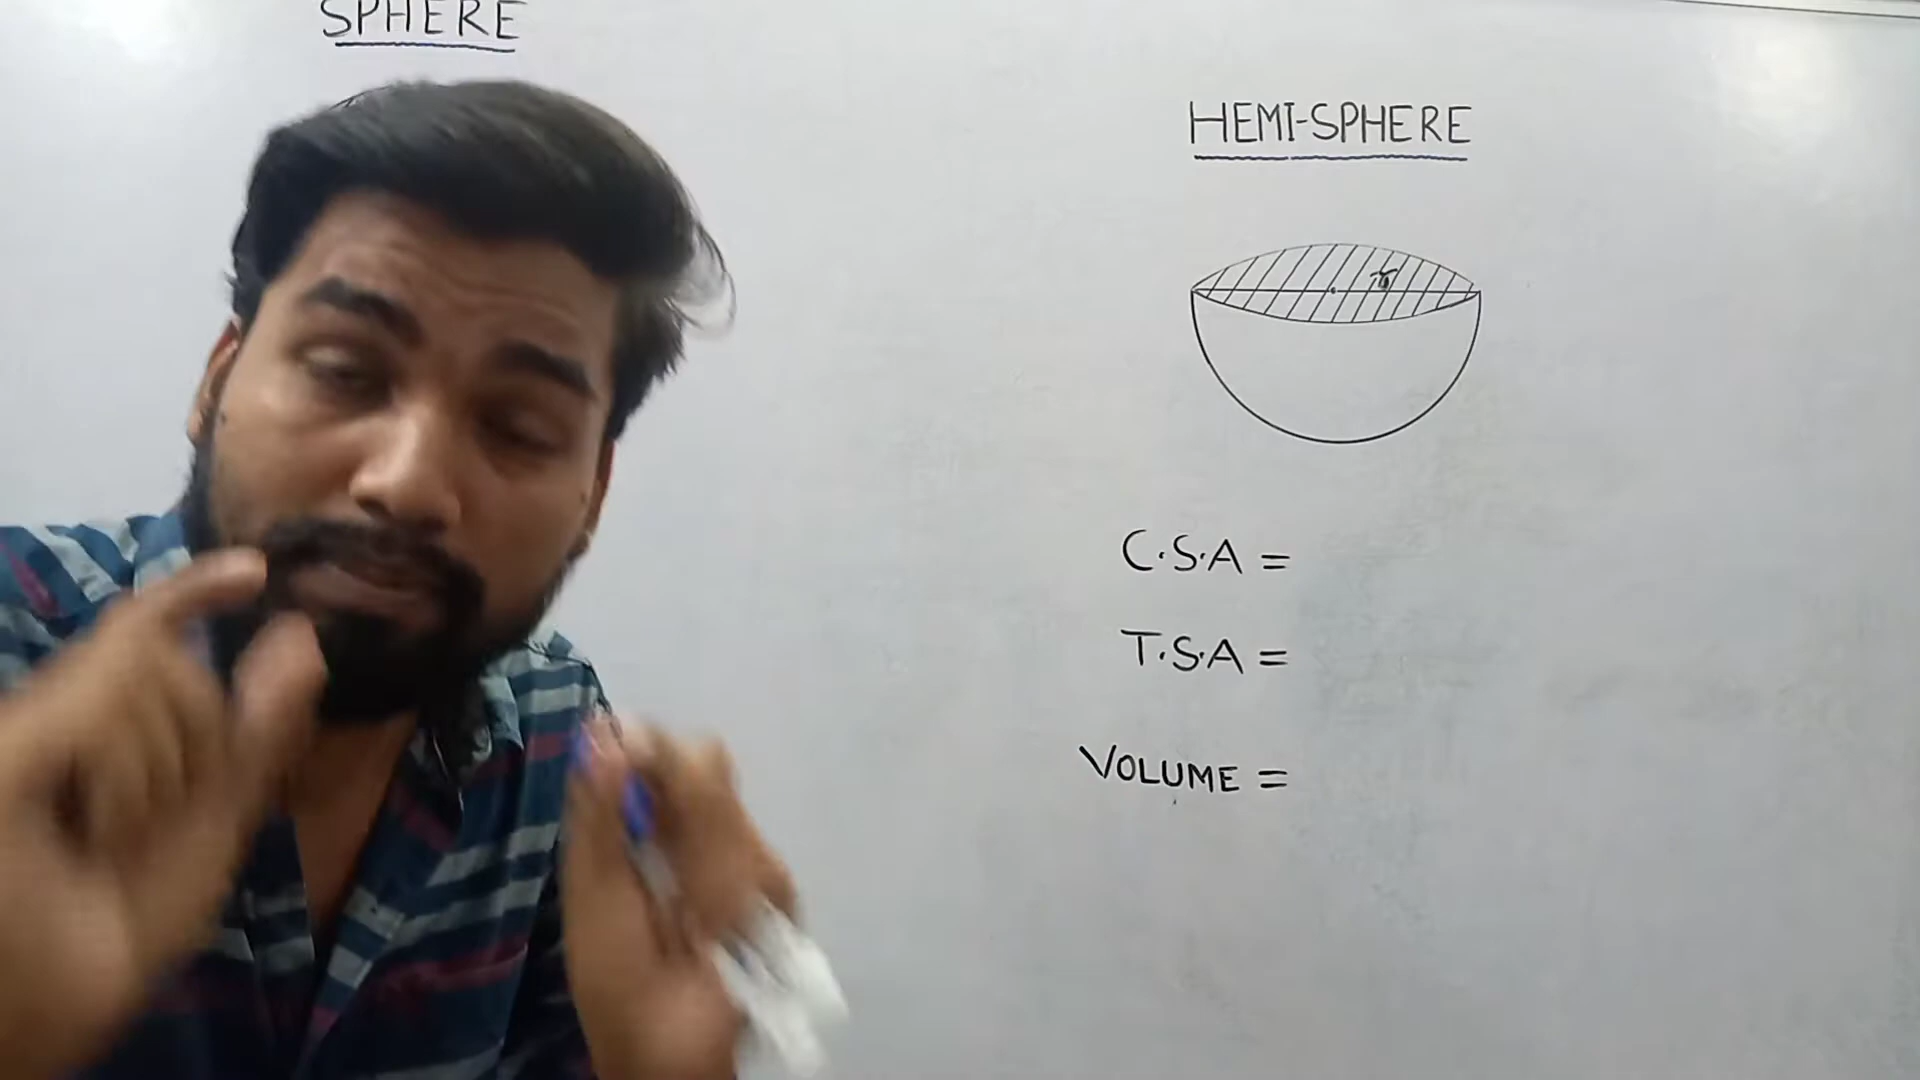 SPHERE
HEMI-SPHERE
r
C.S.A =
T.S.A =
VOLUME =